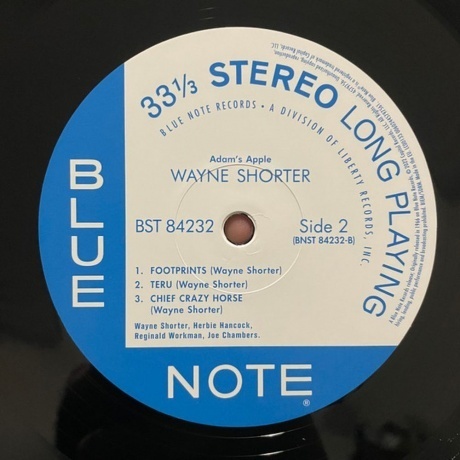 33⅓ STEREO LONG PLAYING
BLUE NOTE RECORDS • A DIVISION OF LIBERTY RECORDS, INC.
Adam's Apple
WAYNE SHORTER
BST 84232
Side 2
(BNST 84232-B)
1. FOOTPRINTS (Wayne Shorter)
2. TERU (Wayne Shorter)
3. CHIEF CRAZY HORSE
(Wayne Shorter)
Wayne Shorter, Herbie Hancock,
Reginald Workman, Joe Chambers.
BLUE
NOTE
®